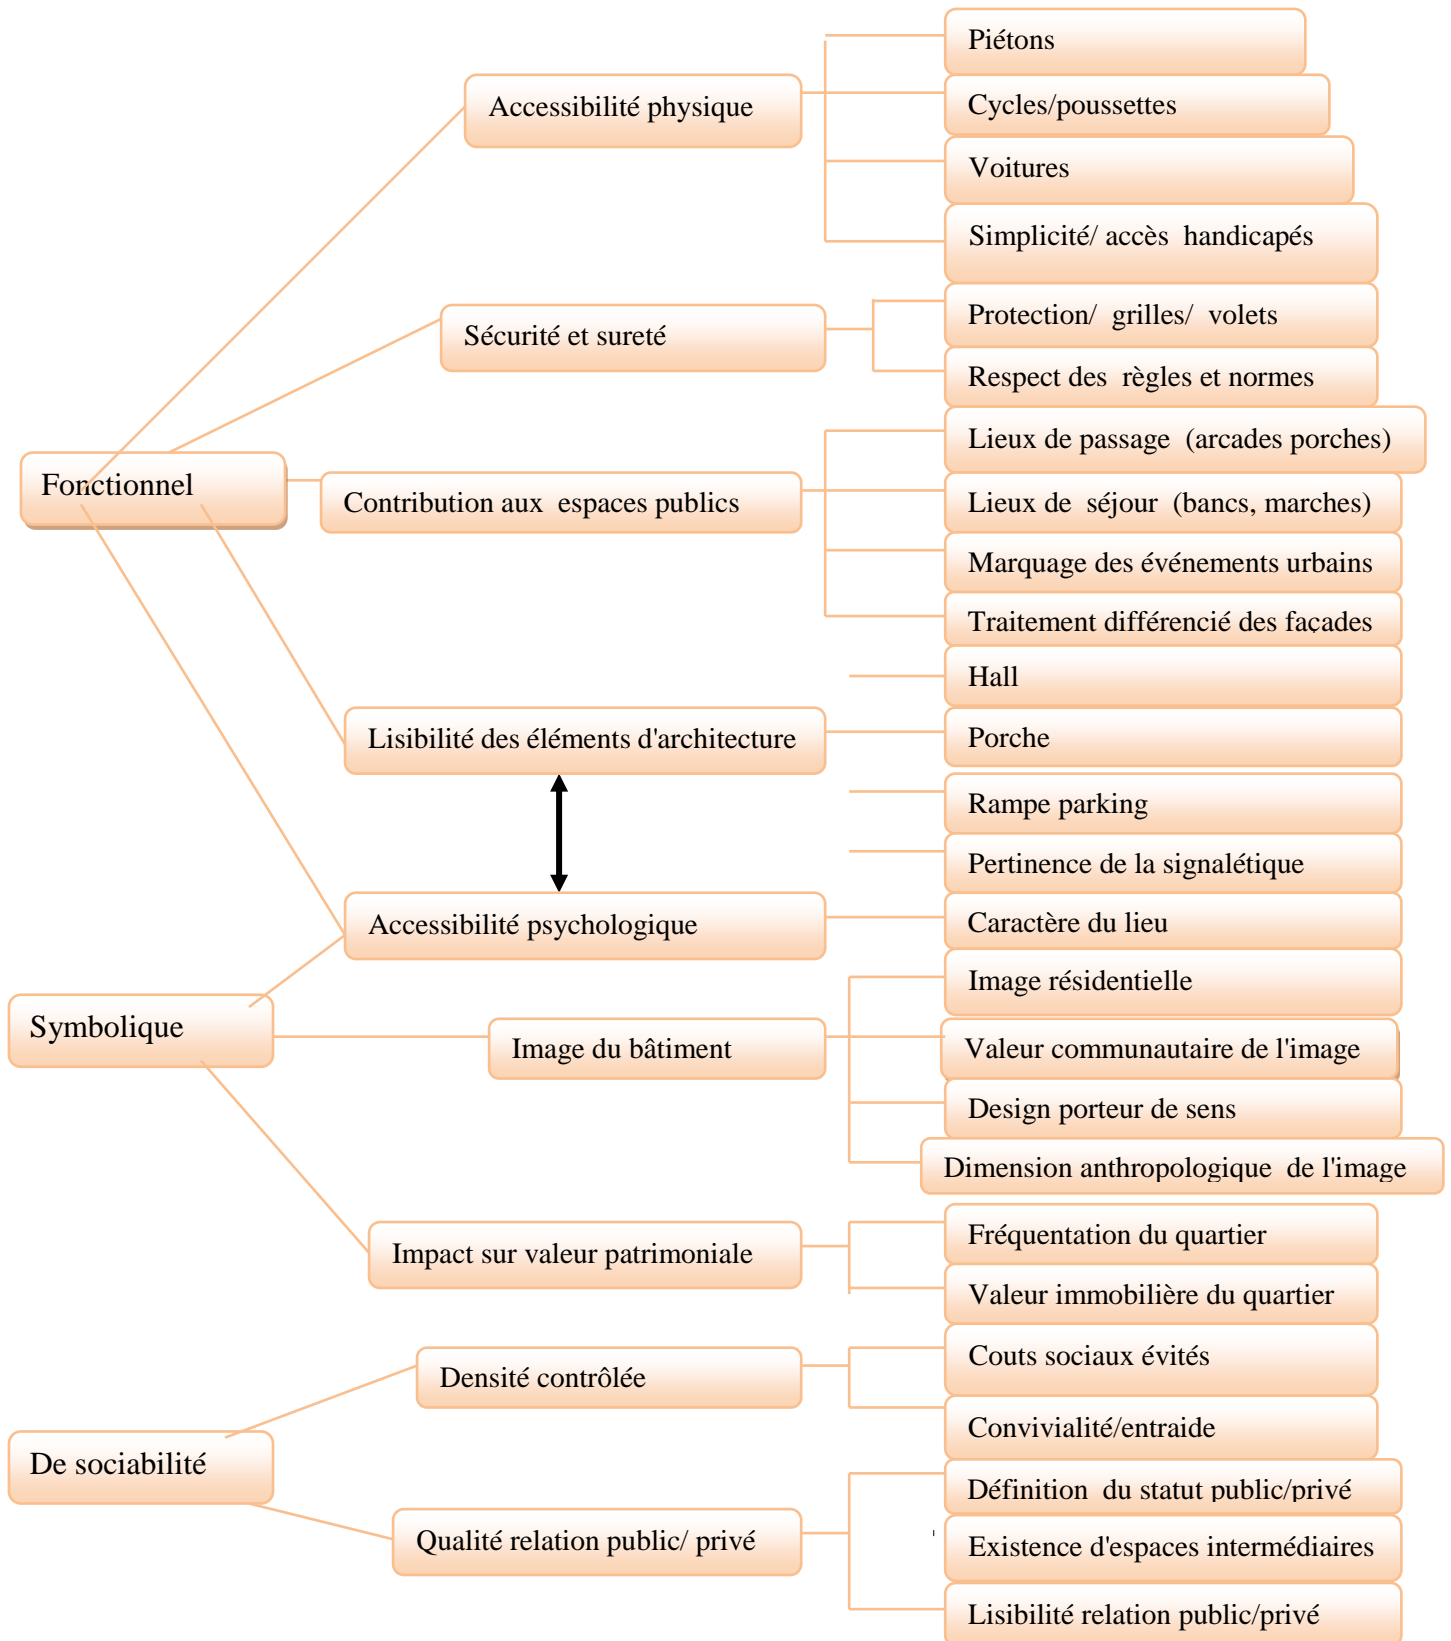 Piétons
Accessibilité physique
Cycles/poussettes
Voitures
Simplicité/ accès handicapés
Protection/ grilles/ volets
Sécurité et sureté
Respect des règles et normes
Lieux de passage (arcades porches)
Fonctionnel
Contribution aux espaces publics
Lieux de séjour (bancs, marches)
Marquage des événements urbains
Traitement différencié des façades
Hall
Lisibilité des éléments d'architecture
Porche
Rampe parking
Pertinence de la signalétique
Accessibilité psychologique
Caractère du lieu
Image résidentielle
Symbolique
Image du bâtiment
Valeur communautaire de l'image
Design porteur de sens
Dimension anthropologique de l'image
Fréquentation du quartier
Impact sur valeur patrimoniale
Valeur immobilière du quartier
Couts sociaux évités
Densité contrôlée
Convivialité/entraide
De sociabilité
Définition du statut public/privé
Qualité relation public/ privé
Existence d'espaces intermédiaires
Lisibilité relation public/privé